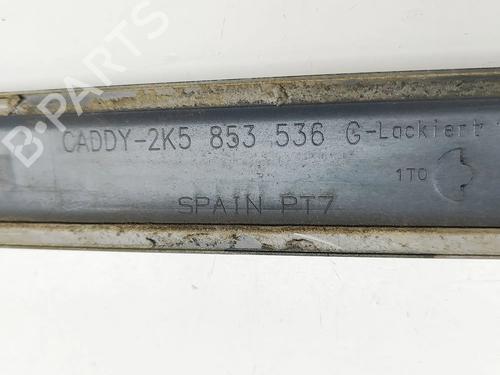 B-PARTS
CADDY-2K5 853 536 G-Lackiert
1TO
SPAIN PT7